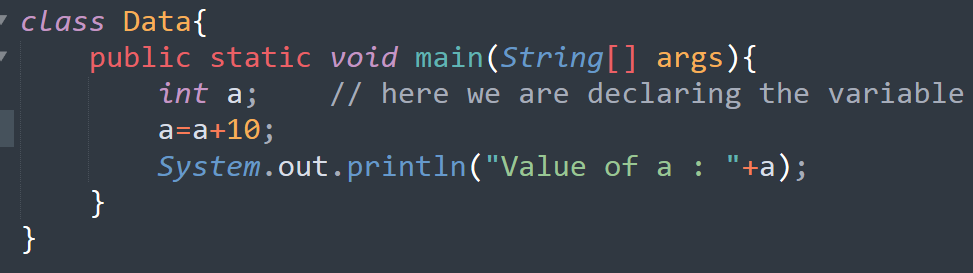 class Data{
public static void main(String[] args){
int a;    // here we are declaring the variable
a=a+10;
System.out.println("Value of a : "+a);
}
}